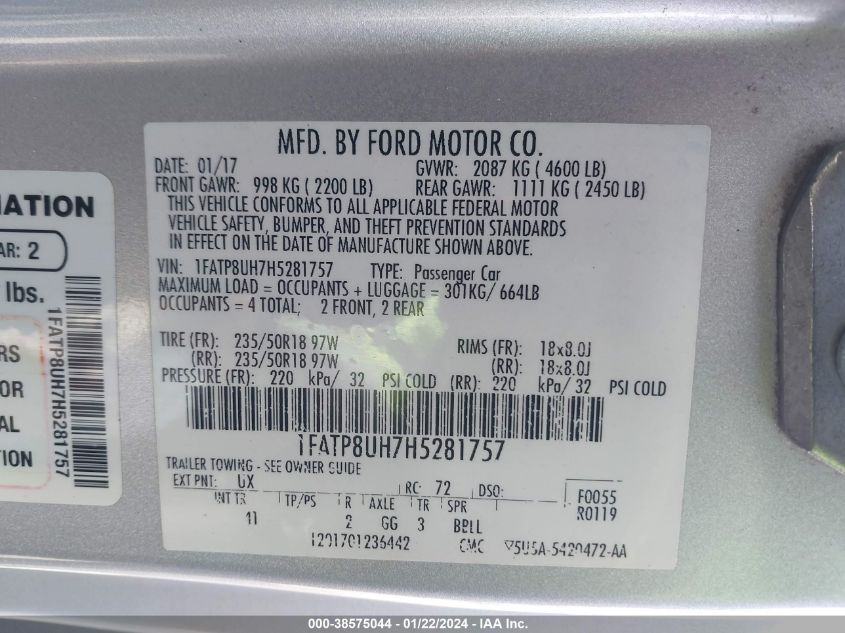 MFD. BY FORD MOTOR CO.
DATE: 01/17 GVWR: 2087 KG ( 4600 LB)
FRONT GAWR: 998 KG ( 2200 LB) REAR GAWR: 1111 KG ( 2450 LB)
THIS VEHICLE CONFORMS TO ALL APPLICABLE FEDERAL MOTOR
VEHICLE SAFETY, BUMPER, AND THEFT PREVENTION STANDARDS
IN EFFECT ON THE DATE OF MANUFACTURE SHOWN ABOVE.
VIN: 1FATP8UH7H5281757 TYPE: Passenger Car
MAXIMUM LOAD = OCCUPANTS + LUGGAGE = 301KG/ 664LB
OCCUPANTS = 4 TOTAL; 2 FRONT, 2 REAR
TIRE (FR): 235/50R18 97W RIMS (FR): 18x8.0J
(RR): 235/50R18 97W (RR): 18x8.0J
PRESSURE (FR): 220 kPa/ 32 PSI COLD (RR): 220 kPa/ 32 PSI COLD
1FATP8UH7H5281757
TRAILER TOWING - SEE OWNER GUIDE
EXT PNT: UX RC: 72 DSO:
F0055
R0119
INT TR TP/PS R AXLE TR SPR
11 2 GG 3 BBLL
1201701236442 CMC 5U5A-5420472-AA
MATION
AR: 2
lbs.
1FATP8UH7H5281757
RS
OR
AL
TION
000-38575044 - 01/22/2024 - IAA Inc.